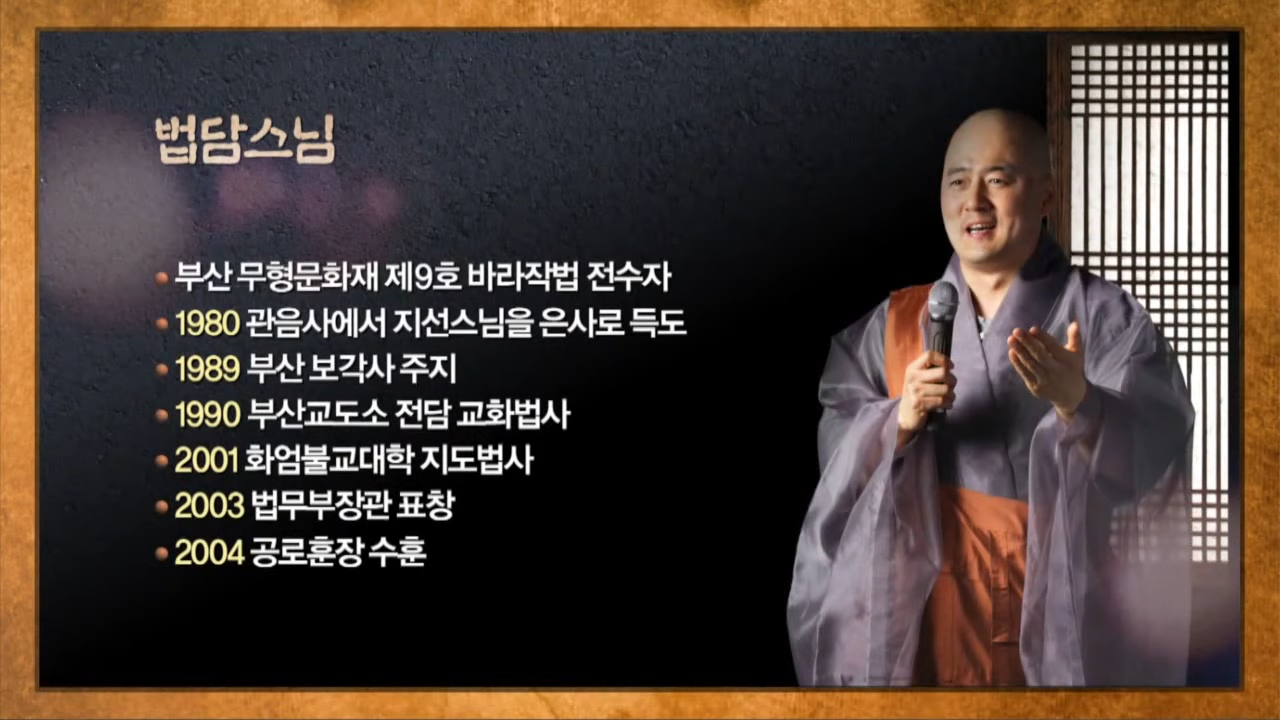 법담스님
부산 무형문화재 제9호 바라작법 전수자
1980 관음사에서 지선스님을 은사로 득도
1989 부산 보각사 주지
1990 부산교도소 전담 교화법사
2001 화엄불교대학 지도법사
2003 법무부장관 표창
2004 공로훈장 수훈